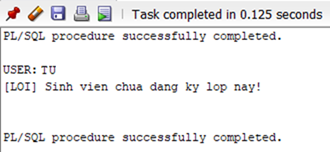 Task completed in 0.125 seconds
PL/SQL procedure successfully completed.
USER: TU
[LOI] Sinh vien chua dang ky lop nay!
PL/SQL procedure successfully completed.